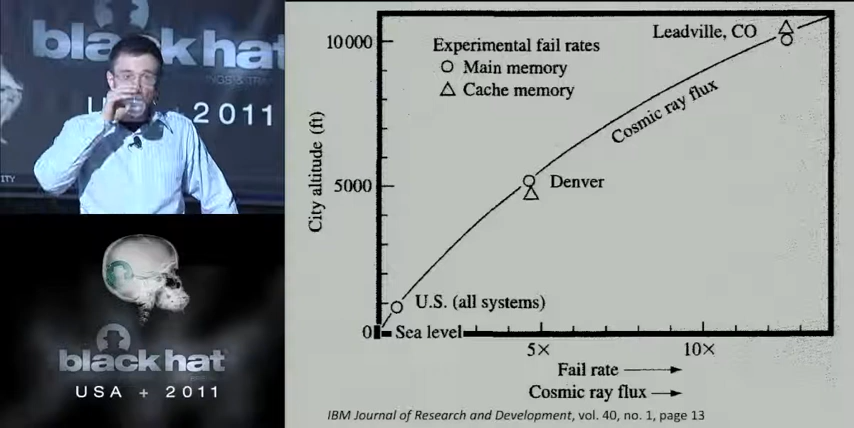 black hat
USA + 2011
ITY
black hat
USA + 2011
Experimental fail rates
Main memory
Cache memory
Leadville, CO
Cosmic ray flux
Denver
U.S. (all systems)
Sea level
City altitude (ft)
10000
5000
0
5×
10×
Fail rate
Cosmic ray flux
IBM Journal of Research and Development, vol. 40, no. 1, page 13